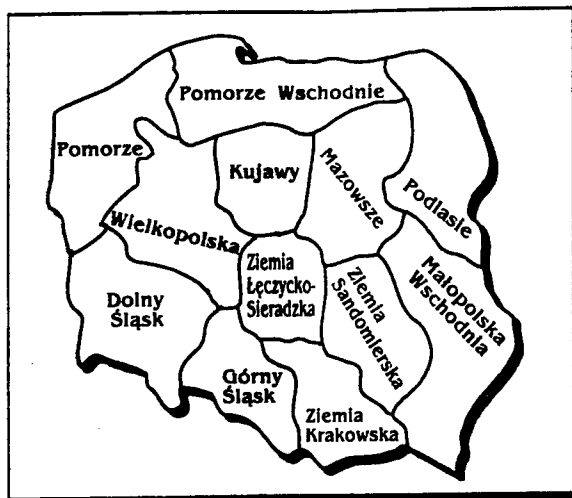 Pomorze Wschodnie
Pomorze
Kujawy
Mazowsze
Podlasie
Wielkopolska
Ziemia
Łęczycko-
Sieradzka
Ziemia
Sandomierska
Małopolska
Wschodnia
Dolny
Śląsk
Górny
Śląsk
Ziemia
Krakowska